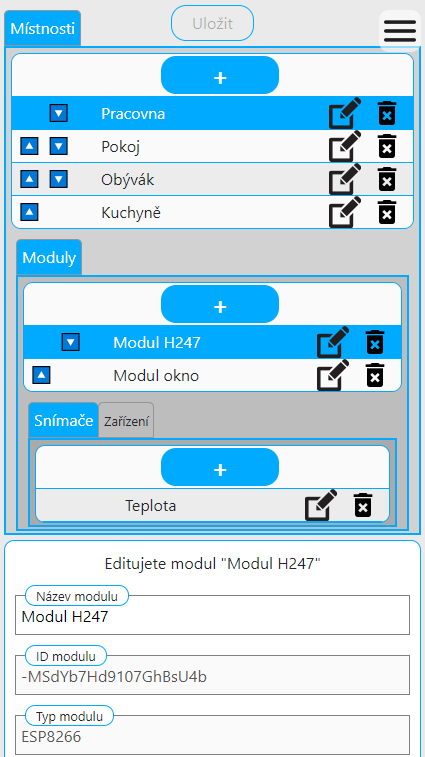 Místnosti
Uložit
+
Pracovna
Pokoj
Obývák
Kuchyně
Moduly
+
Modul H247
Modul okno
Snímače Zařízení
+
Teplota
Editujete modul "Modul H247"
Název modulu
Modul H247
ID modulu
-MSdYb7Hd9107GhBsU4b
Typ modulu
ESP8266